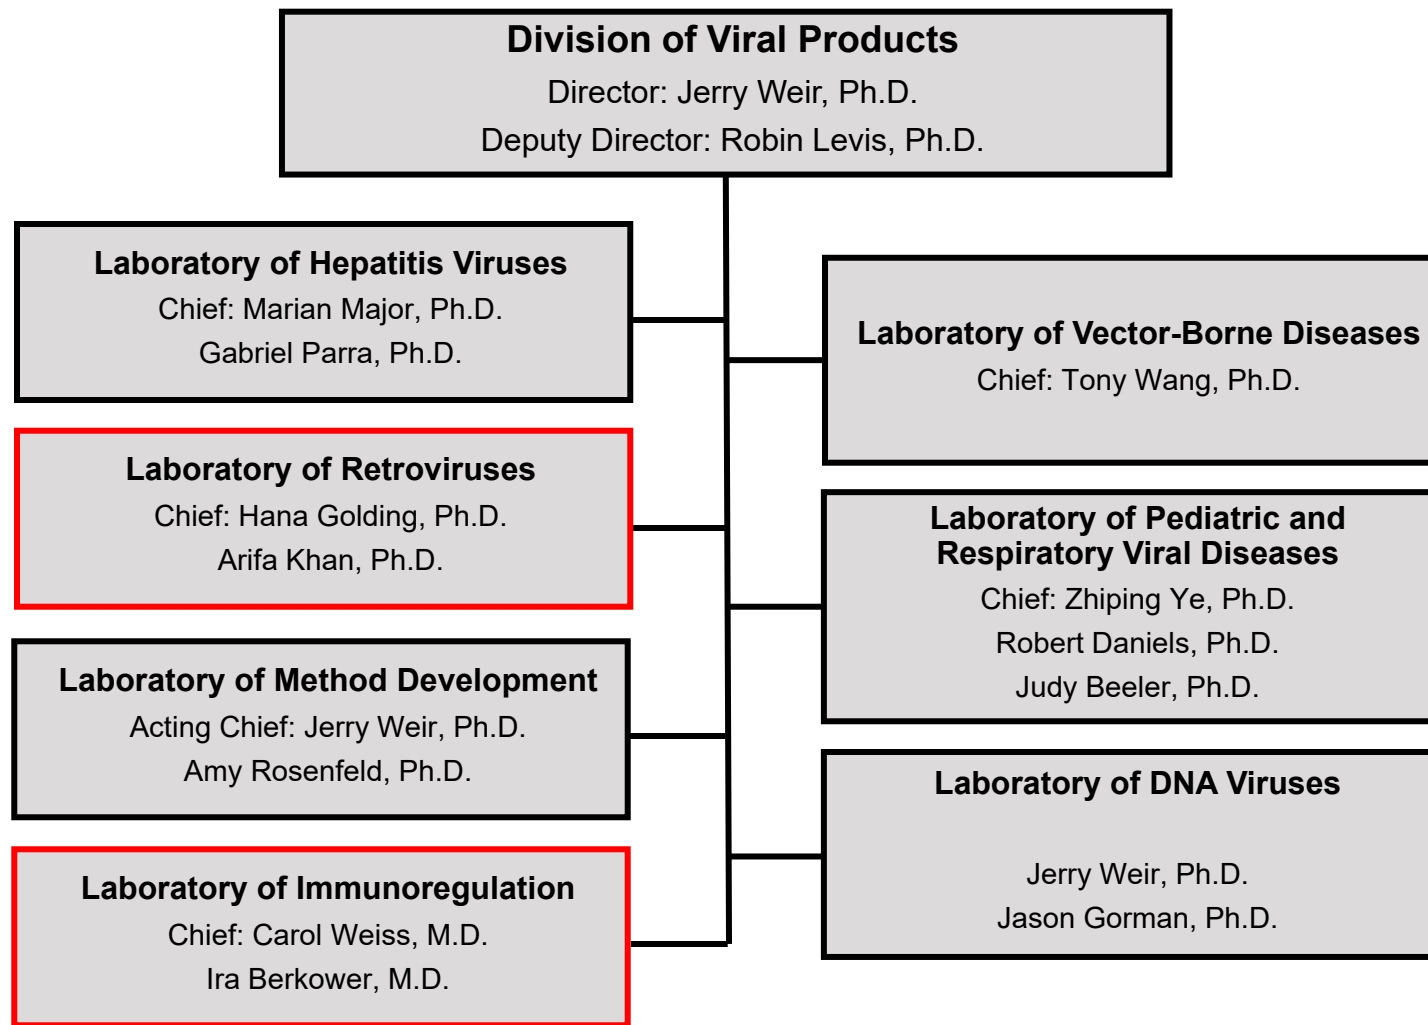 Division of Viral Products
Director: Jerry Weir, Ph.D.
Deputy Director: Robin Levis, Ph.D.
Laboratory of Hepatitis Viruses
Chief: Marian Major, Ph.D.
Gabriel Parra, Ph.D.
Laboratory of Retroviruses
Chief: Hana Golding, Ph.D.
Arifa Khan, Ph.D.
Laboratory of Method Development
Acting Chief: Jerry Weir, Ph.D.
Amy Rosenfeld, Ph.D.
Laboratory of Immunoregulation
Chief: Carol Weiss, M.D.
Ira Berkower, M.D.
Laboratory of Vector-Borne Diseases
Chief: Tony Wang, Ph.D.
Laboratory of Pediatric and
Respiratory Viral Diseases
Chief: Zhiping Ye, Ph.D.
Robert Daniels, Ph.D.
Judy Beeler, Ph.D.
Laboratory of DNA Viruses
Jerry Weir, Ph.D.
Jason Gorman, Ph.D.